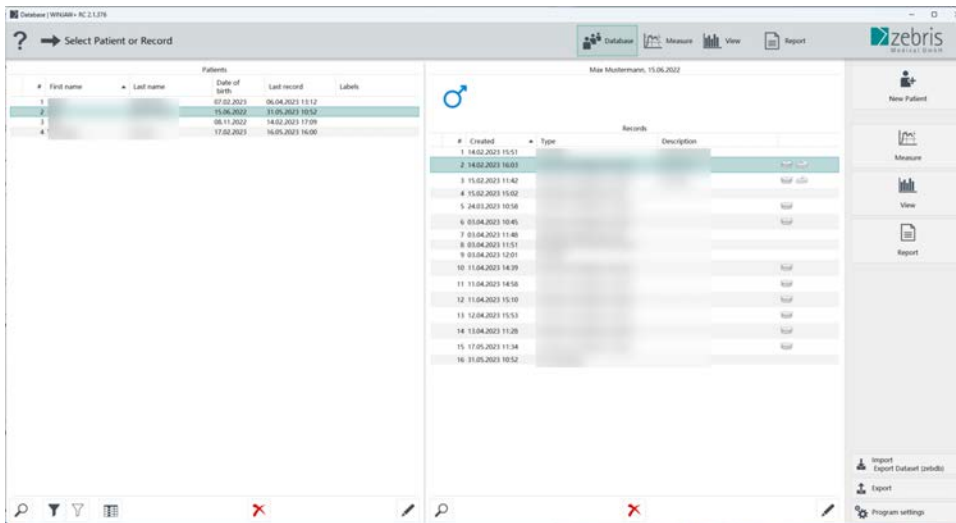 Database | WINJAW+ RC 2.1.376
? Select Patient or Record
Database Measure View Report
zebris
Medical GmbH
Patients
# First name Last name Date of birth Last record Labels
1 07.02.2023 06.04.2023 13:12
2 15.06.2022 31.05.2023 10:52
3 08.11.2022 14.02.2023 17:09
4 17.02.2023 16.05.2023 16:00
Max Mustermann, 15.06.2022
Records
# Created Type Description
1 14.02.2023 15:51
2 14.02.2023 16:03
3 15.02.2023 11:42
4 15.02.2023 15:02
5 24.03.2023 10:58
6 03.04.2023 10:45
7 03.04.2023 11:48
8 03.04.2023 11:51
9 03.04.2023 12:01
10 11.04.2023 14:39
11 11.04.2023 14:58
12 11.04.2023 15:10
13 12.04.2023 15:53
14 13.04.2023 11:28
15 17.05.2023 11:34
16 31.05.2023 10:52
New Patient
Measure
View
Report
Import
Export Dataset (zebdb)
Export
Program settings